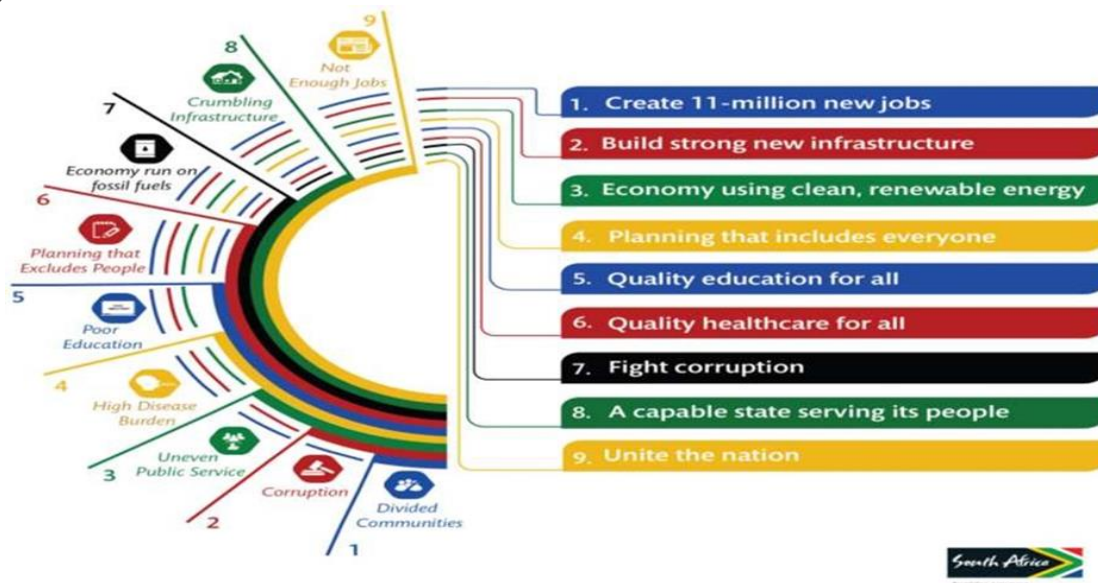 9
Not
Enough Jobs
8
Crumbling
Infrastructure
7
Economy run on
fossil fuels
6
Planning that
Excludes People
5
Poor
Education
4
High Disease
Burden
3
Uneven
Public Service
2
Corruption
1
Divided
Communities
1. Create 11-million new jobs
2. Build strong new infrastructure
3. Economy using clean, renewable energy
4. Planning that includes everyone
5. Quality education for all
6. Quality healthcare for all
7. Fight corruption
8. A capable state serving its people
9. Unite the nation
South Africa